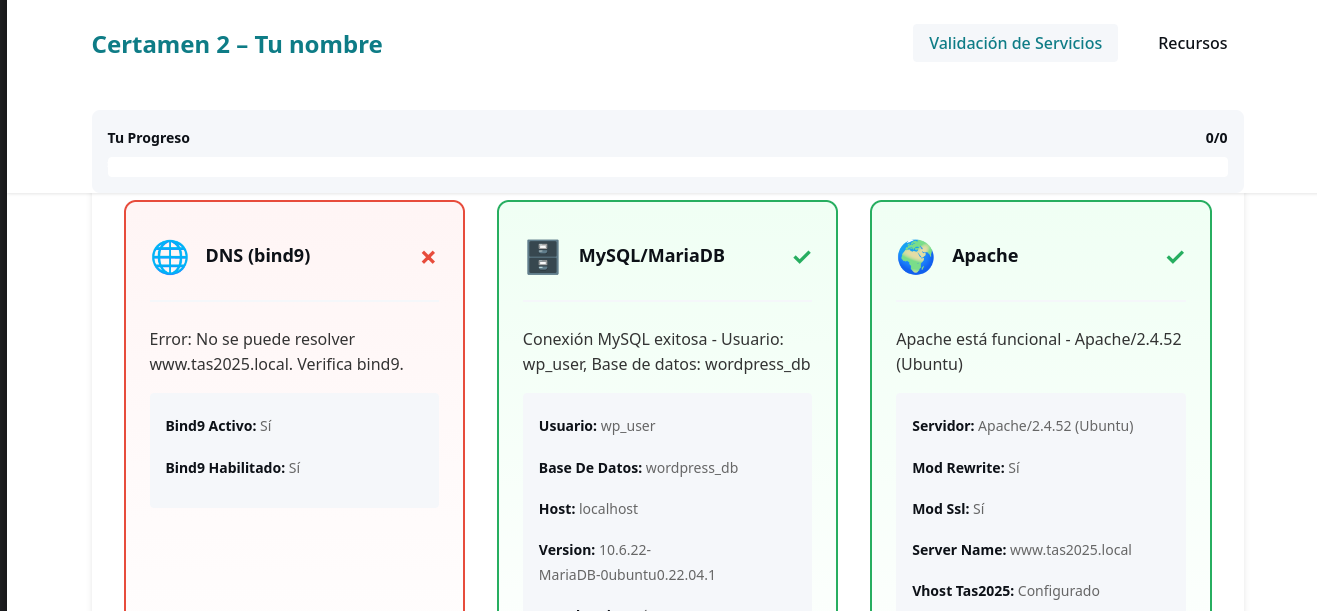 Certamen 2 – Tu nombre
Validación de Servicios
Recursos
Tu Progreso
0/0
DNS (bind9)
Error: No se puede resolver
www.tas2025.local. Verifica bind9.
Bind9 Activo: Sí
Bind9 Habilitado: Sí
MySQL/MariaDB
Conexión MySQL exitosa - Usuario:
wp_user, Base de datos: wordpress_db
Usuario: wp_user
Base De Datos: wordpress_db
Host: localhost
Version: 10.6.22-
MariaDB-0ubuntu0.22.04.1
Apache
Apache está funcional - Apache/2.4.52
(Ubuntu)
Servidor: Apache/2.4.52 (Ubuntu)
Mod Rewrite: Sí
Mod Ssl: Sí
Server Name: www.tas2025.local
Vhost Tas2025: Configurado